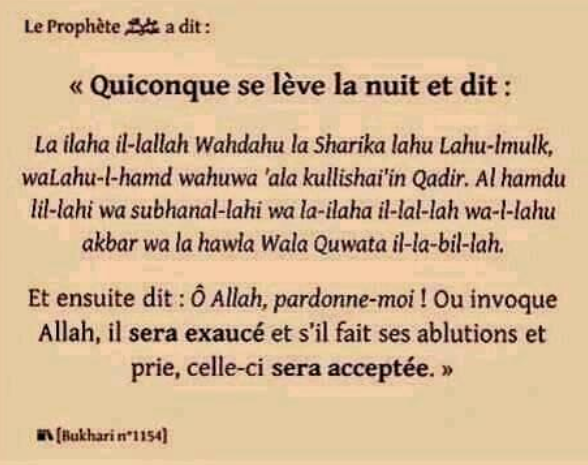 Le Prophète ﷺ a dit :
« Quiconque se lève la nuit et dit :
La ilaha il-lallah Wahdahu la Sharika lahu Lahu-lmulk,
waLahu-l-hamd wahuwa 'ala kullishai'in Qadir. Al hamdu
lil-lahi wa subhanal-lahi wa la-ilaha il-lal-lah wa-l-lahu
akbar wa la hawla Wala Quwata il-la-bil-lah.
Et ensuite dit : Ô Allah, pardonne-moi ! Ou invoque
Allah, il sera exaucé et s'il fait ses ablutions et
prie, celle-ci sera acceptée. »
[Bukhari n°1154]